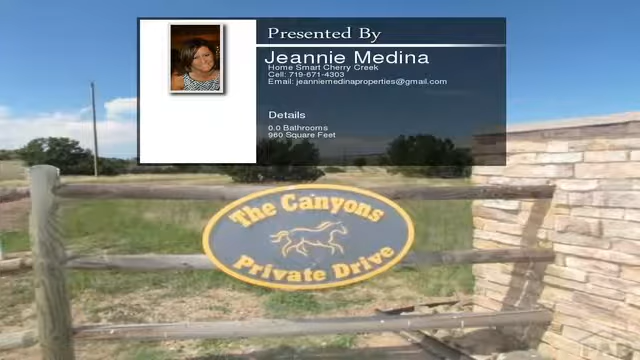 Presented By
Jeannie Medina
Home Smart Cherry Creek
Cell: 719-671-4303
Email: jeanniemedinaproperties@gmail.com
Details
0.0 Bathrooms
960 Square Feet
The Canyons
Private Drive